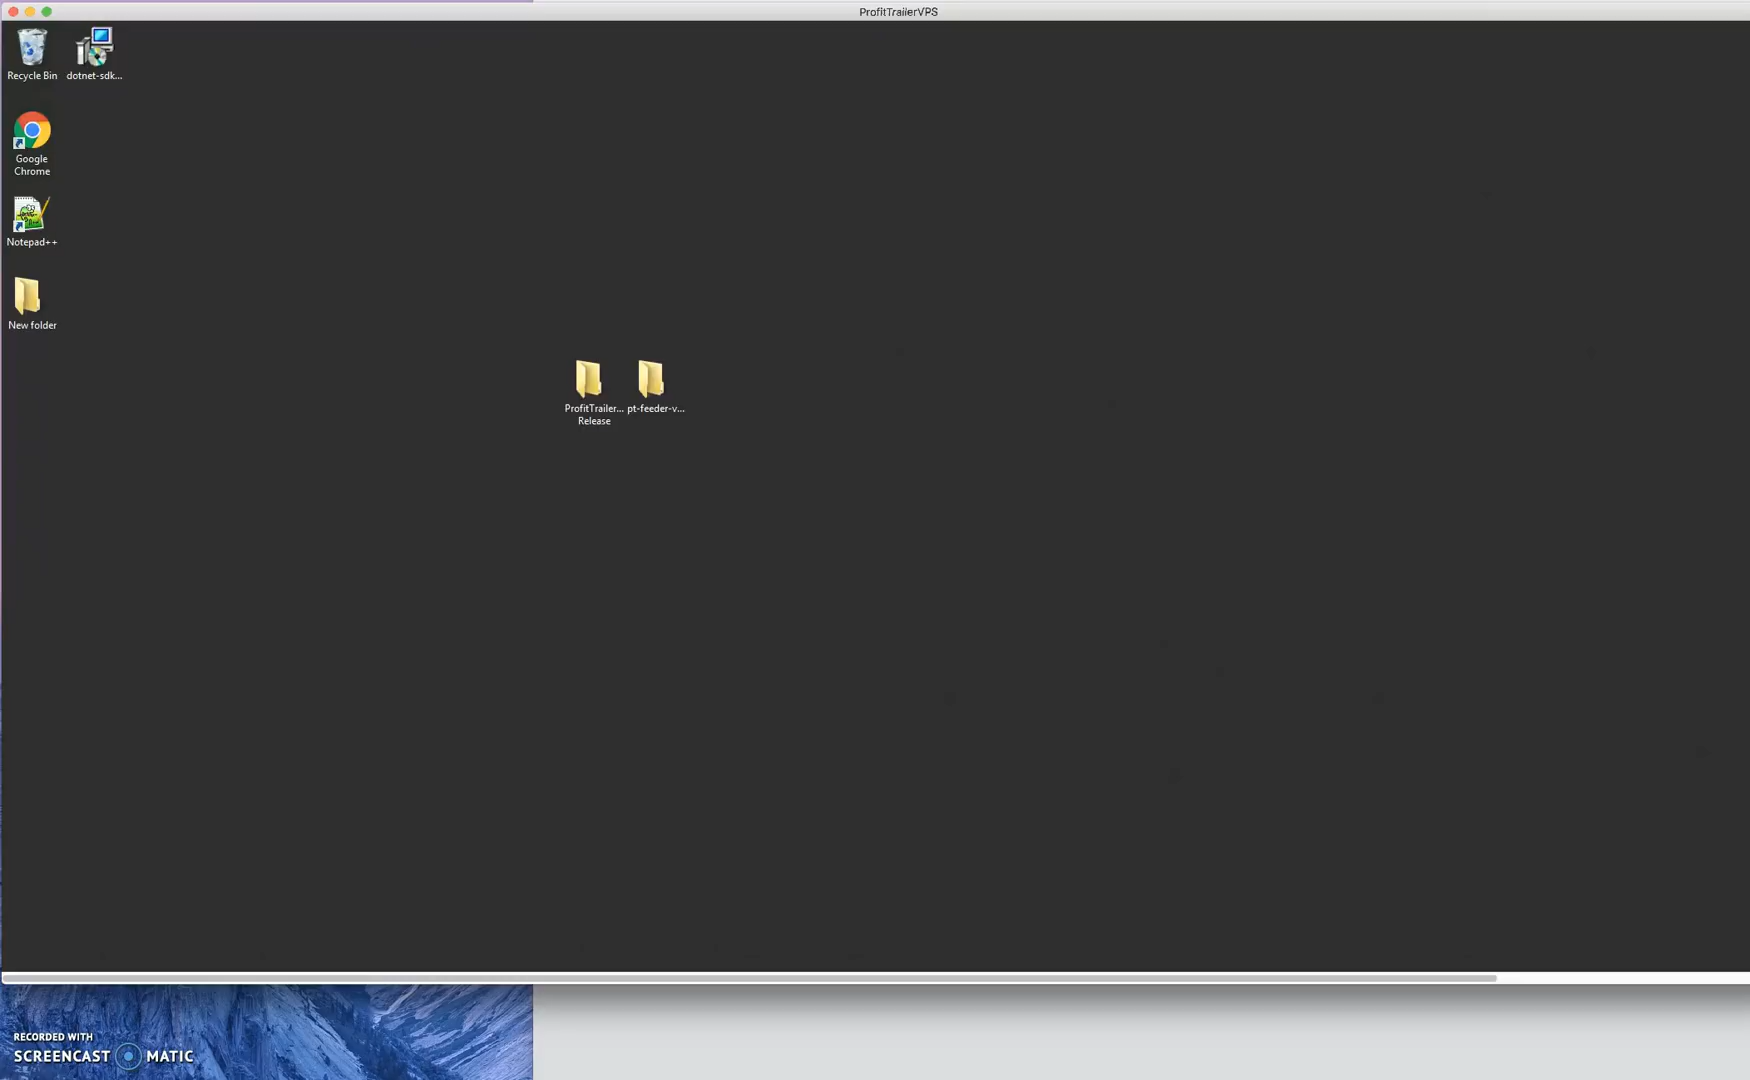 ProfitTrailerVPS
Recycle Bin
dotnet-sdk...
Google
Chrome
Notepad++
New folder
ProfitTrailer...
Release
pt-feeder-v...
RECORDED WITH
SCREENCAST MATIC